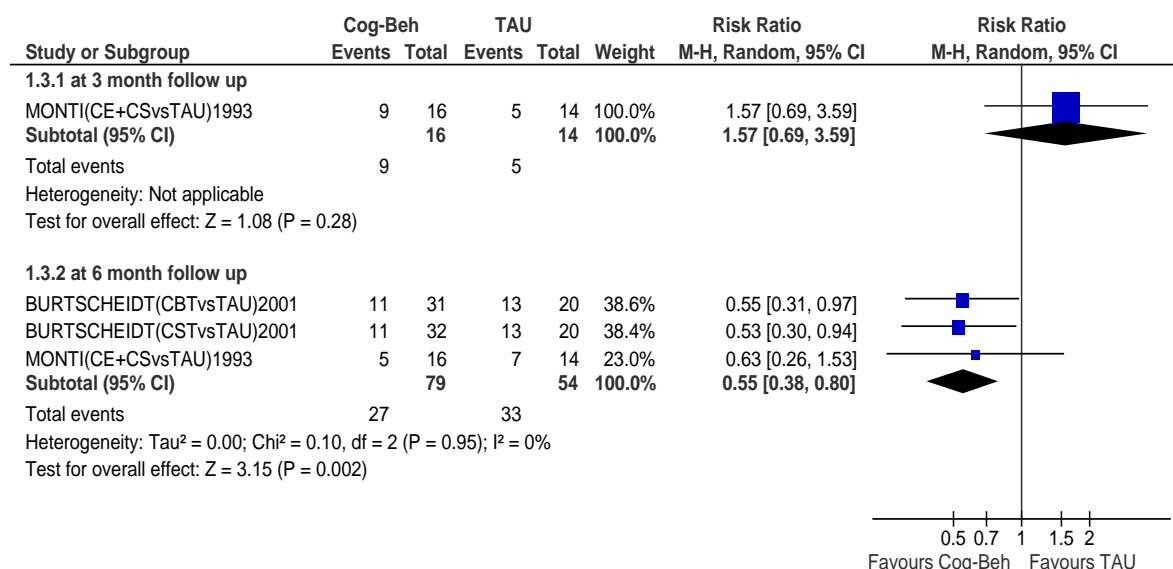 Cog-Beh TAU Risk Ratio Risk Ratio
Study or Subgroup Events Total Events Total Weight M-H, Random, 95% CI M-H, Random, 95% CI
1.3.1 at 3 month follow up
MONTI(CE+CSvsTAU)1993 9 16 5 14 100.0% 1.57 [0.69, 3.59]
Subtotal (95% CI) 16 14 100.0% 1.57 [0.69, 3.59]
Total events 9 5
Heterogeneity: Not applicable
Test for overall effect: Z = 1.08 (P = 0.28)
1.3.2 at 6 month follow up
BURTSCHEIDT(CBTvsTAU)2001 11 31 13 20 38.6% 0.55 [0.31, 0.97]
BURTSCHEIDT(CSTvsTAU)2001 11 32 13 20 38.4% 0.53 [0.30, 0.94]
MONTI(CE+CSvsTAU)1993 5 16 7 14 23.0% 0.63 [0.26, 1.53]
Subtotal (95% CI) 79 54 100.0% 0.55 [0.38, 0.80]
Total events 27 33
Heterogeneity: Tau² = 0.00; Chi² = 0.10, df = 2 (P = 0.95); I² = 0%
Test for overall effect: Z = 3.15 (P = 0.002)
0.5 0.7 1 1.5 2
Favours Cog-Beh Favours TAU